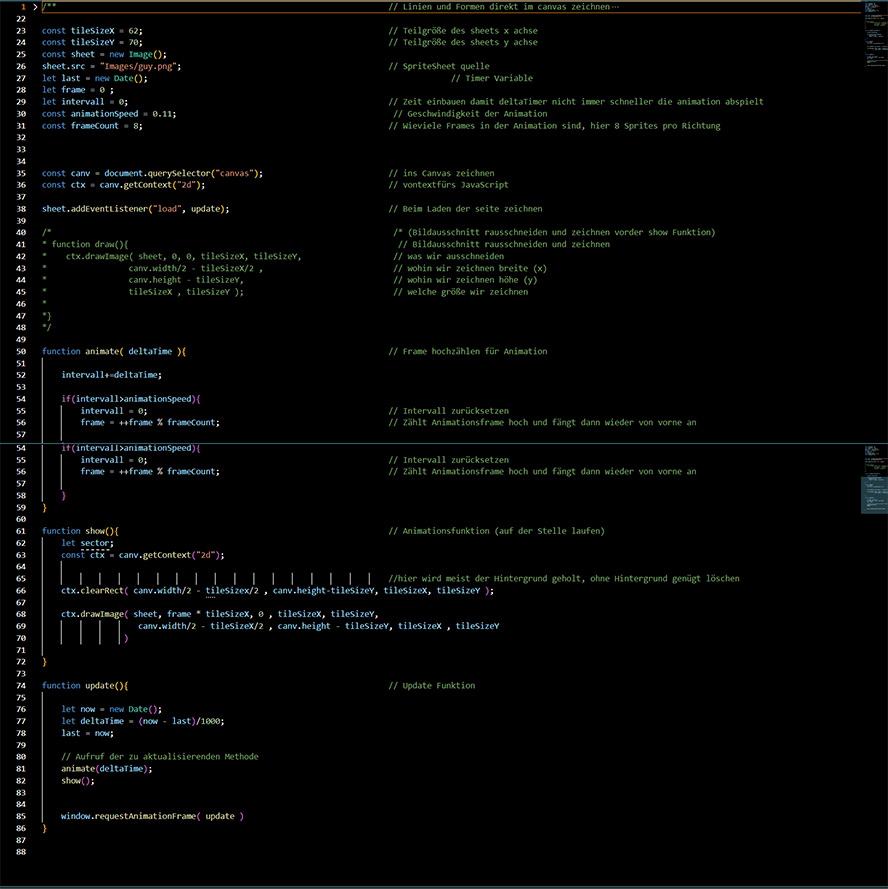 1 > /** // Linien und Formen direkt im canvas zeichnen···
22
23 const tileSizeX = 62; // Teilgröße des sheets x achse
24 const tileSizeY = 70; // Teilgröße des sheets y achse
25 const sheet = new Image();
26 sheet.src = "Images/guy.png"; // SpriteSheet quelle
27 let last = new Date(); // Timer Variable
28 let frame = 0 ;
29 let intervall = 0; // Zeit einbauen damit deltaTimer nicht immer schneller die animation abspielt
30 const animationSpeed = 0.11; // Geschwindigkeit der Animation
31 const frameCount = 8; // Wieviele Frames in der Animation sind, hier 8 Sprites pro Richtung
32
33
34
35 const canv = document.querySelector("canvas"); // ins Canvas zeichnen
36 const ctx = canv.getContext("2d"); // vontextfürs JavaScript
37
38 sheet.addEventListener("load", update); // Beim Laden der seite zeichnen
39
40 /* /* (Bildausschnitt rausschneiden und zeichnen vorder show Funktion)
41 * function draw(){ // Bildausschnitt rausschneiden und zeichnen
42 * ctx.drawImage( sheet, 0, 0, tileSizeX, tileSizeY, // was wir ausschneiden
43 * canv.width/2 - tileSizeX/2 , // wohin wir zeichnen breite (x)
44 * canv.height - tileSizeY, // wohin wir zeichnen höhe (y)
45 * tileSizeX , tileSizeY ); // welche größe wir zeichnen
46 *
47 *}
48 */
49
50 function animate( deltaTime ){ // Frame hochzählen für Animation
51
52 intervall+=deltaTime;
53
54 if(intervall>animationSpeed){
55 intervall = 0; // Intervall zurücksetzen
56 frame = ++frame % frameCount; // Zählt Animationsframe hoch und fängt dann wieder von vorne an
57
54 if(intervall>animationSpeed){
55 intervall = 0; // Intervall zurücksetzen
56 frame = ++frame % frameCount; // Zählt Animationsframe hoch und fängt dann wieder von vorne an
57
58 }
59 }
60
61 function show(){ // Animationsfunktion (auf der Stelle laufen)
62 let sector;
63 const ctx = canv.getContext("2d");
64
65 //hier wird meist der Hintergrund geholt, ohne Hintergrund genügt löschen
66 ctx.clearRect( canv.width/2 - tileSizex/2 , canv.height-tileSizeY, tileSizeX, tileSizeY );
67
68 ctx.drawImage( sheet, frame * tileSizeX, 0 , tileSizeX, tileSizeY,
69 canv.width/2 - tileSizeX/2 , canv.height - tileSizeY, tileSizeX , tileSizeY
70 )
71
72 }
73
74 function update(){ // Update Funktion
75
76 let now = new Date();
77 let deltaTime = (now - last)/1000;
78 last = now;
79
80 // Aufruf der zu aktualisierenden Methode
81 animate(deltaTime);
82 show();
83
84
85 window.requestAnimationFrame( update )
86 }
87
88